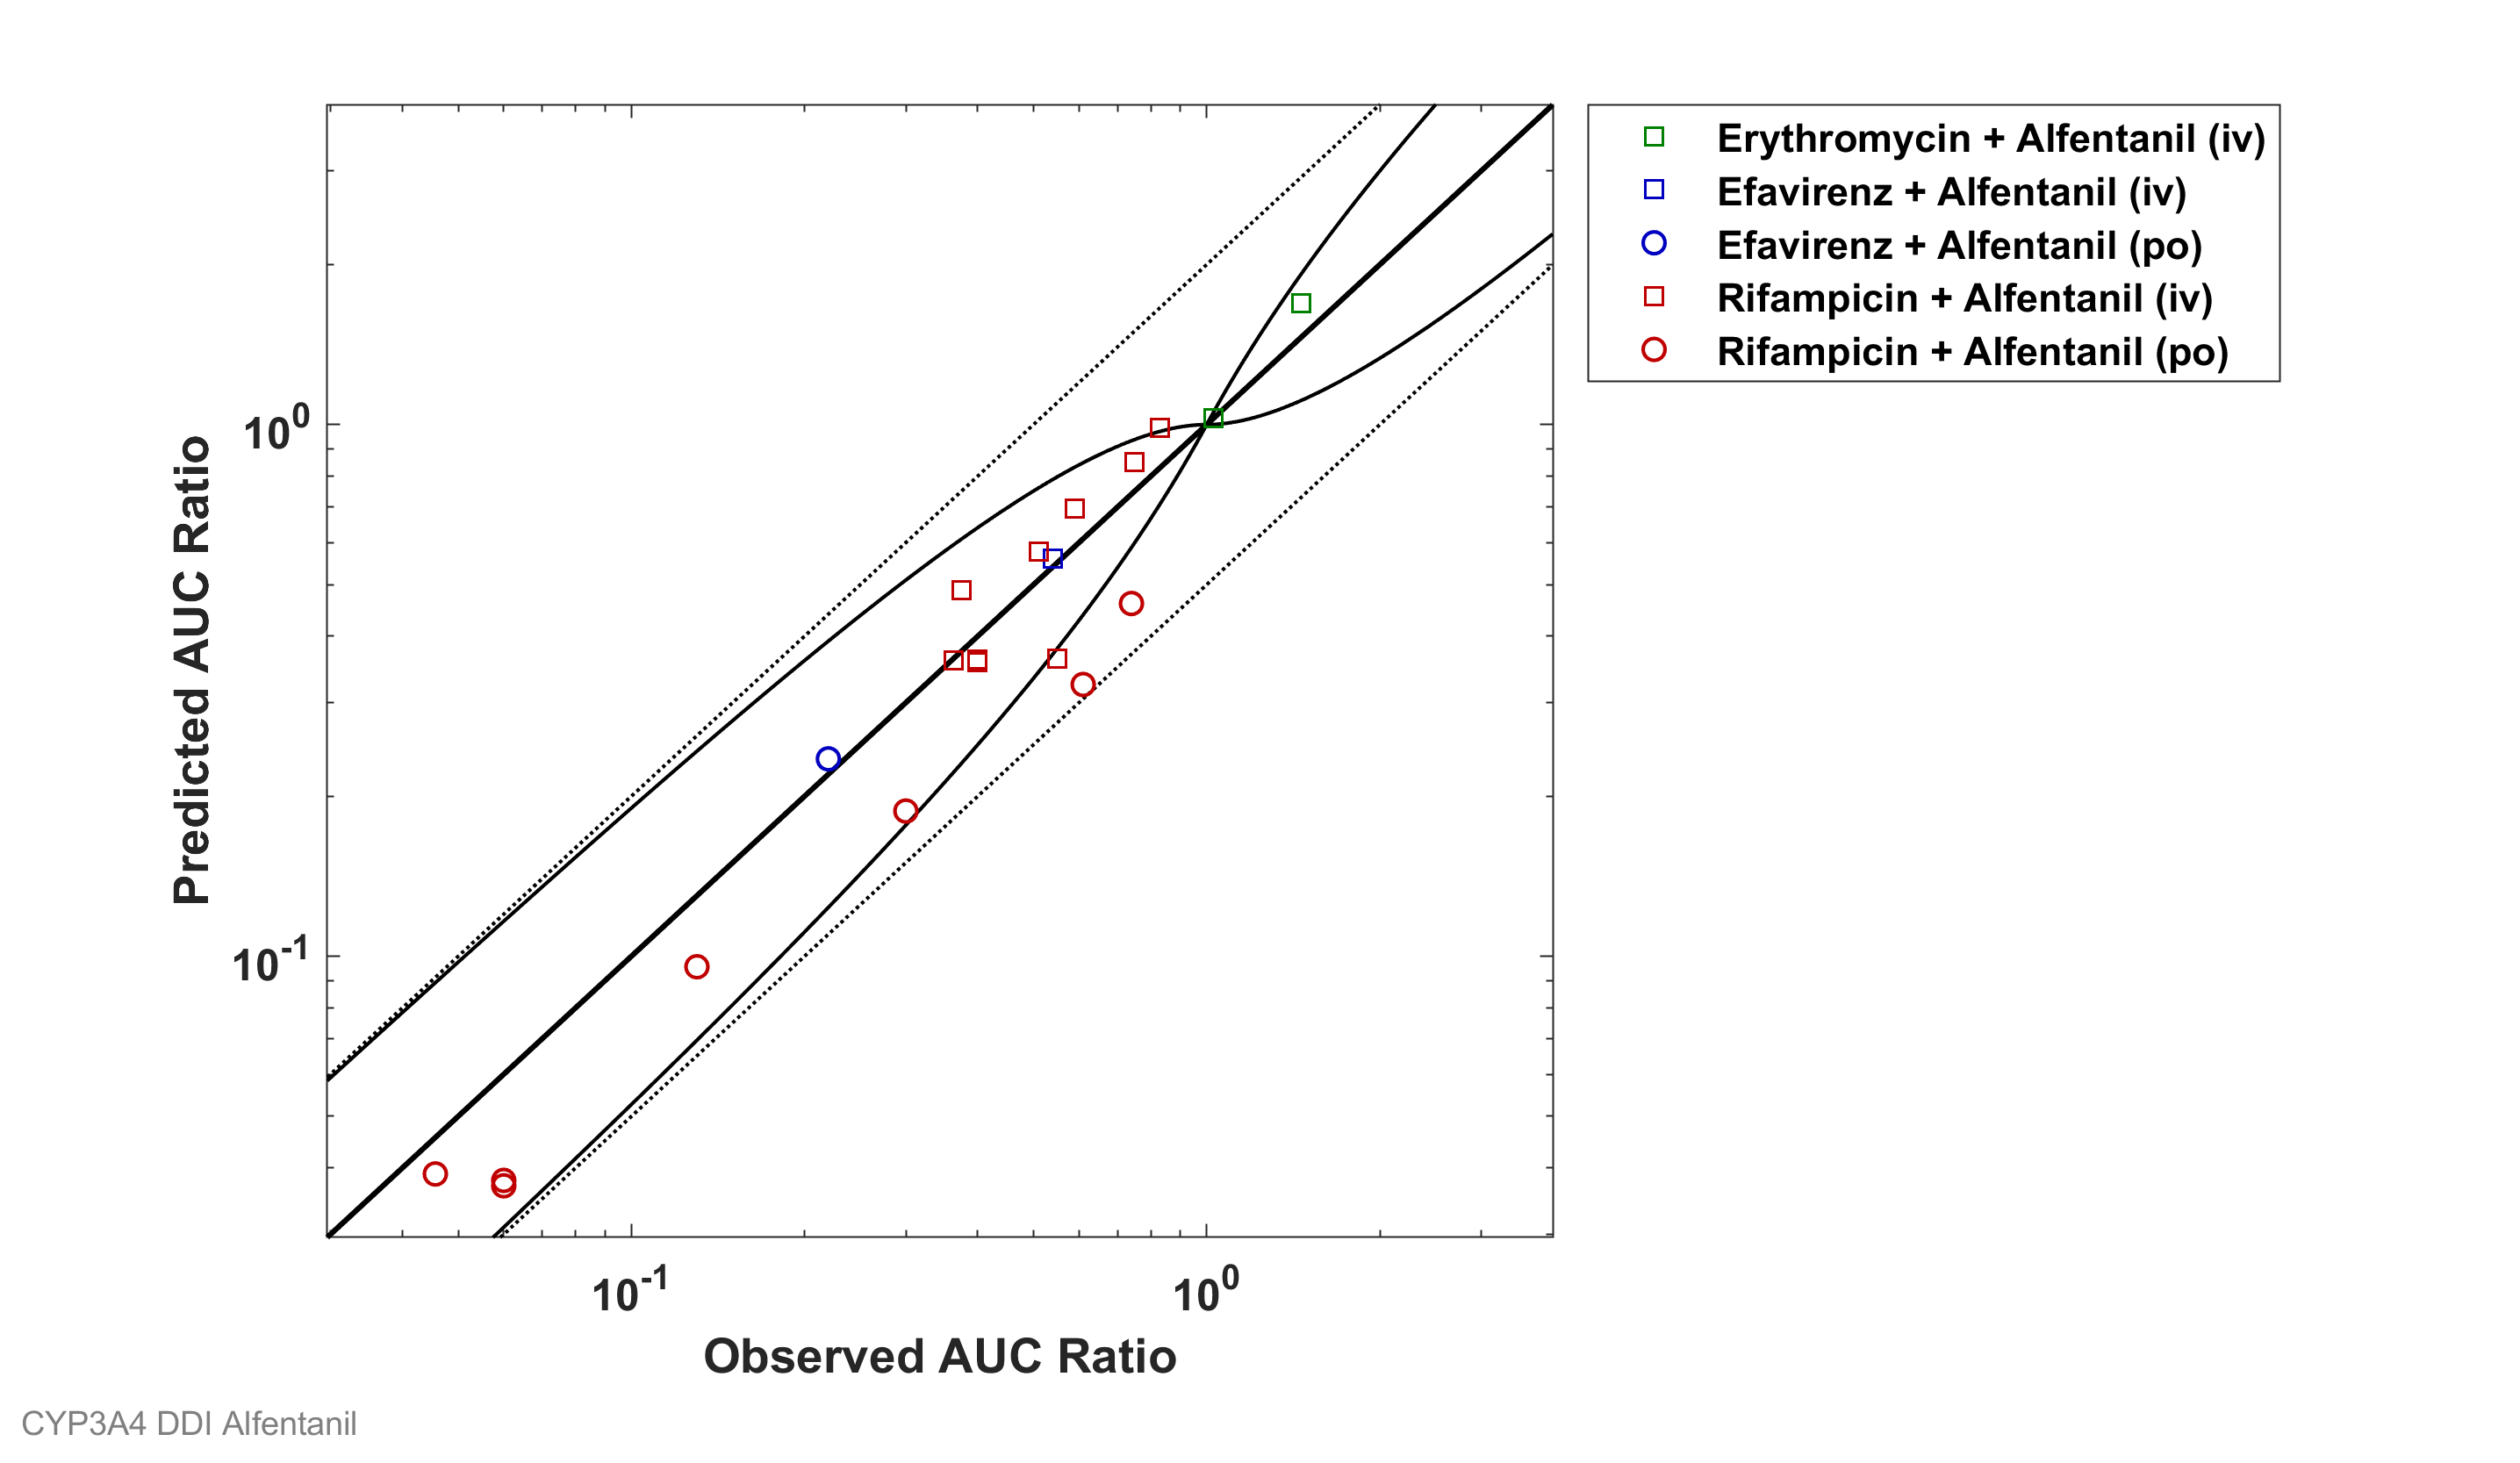 Erythromycin + Alfentanil (iv)
Efavirenz + Alfentanil (iv)
Efavirenz + Alfentanil (po)
Rifampicin + Alfentanil (iv)
Rifampicin + Alfentanil (po)
Predicted AUC Ratio
10^0
10^-1
10^-1 10^0
Observed AUC Ratio
CYP3A4 DDI Alfentanil